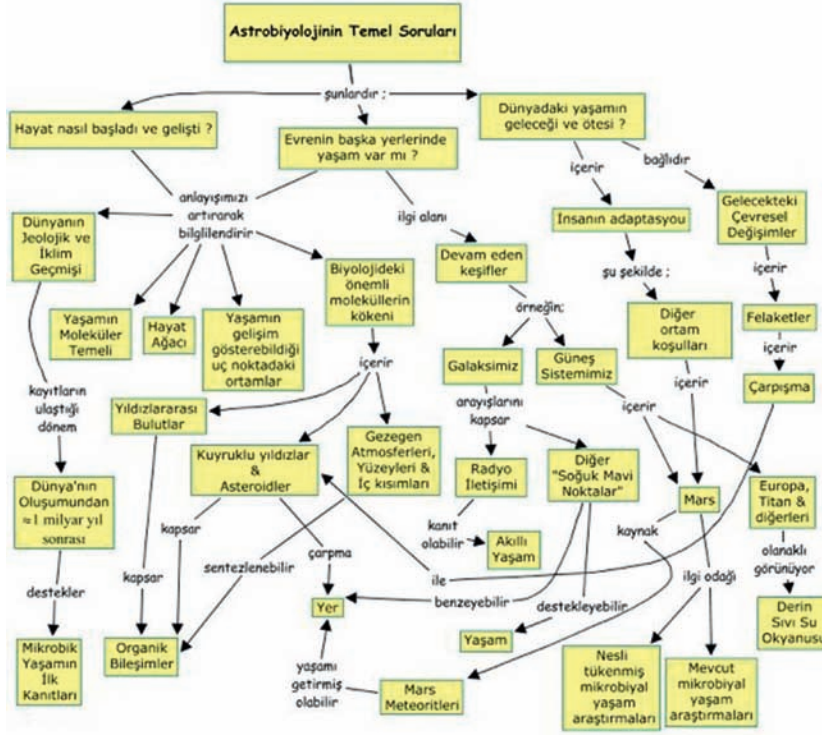 Astrobiyolojinin Temel Soruları
şunlardır ;
Hayat nasıl başladı ve gelişti ?
Evrenin başka yerlerinde
yaşam var mı ?
Dünyadaki yaşamın
geleceği ve ötesi ?
içerir
bağlıdır
anlayışımızı
artırarak
bilgilendirir
ilgi alanı
İnsanın adaptasyou
Gelecekteki
Çevresel
Değişimler
Dünyanın
Jeolojik ve
İklim
Geçmişi
Biyolojideki
önemli
moleküllerin
kökeni
Devam eden
keşifler
şu şekilde ;
içerir
Yaşamın
Moleküler
Temeli
Hayat
Ağacı
Yaşamın
gelişim
gösterebildiği
uç noktadaki
ortamlar
örneğin;
Diğer
ortam
koşulları
Felaketler
içerir
Galaksimiz
Güneş
Sistemimiz
içerir
içerir
Çarpışma
kayıtların
ulaştığı
dönem
Yıldızlararası
Bulutlar
arayışlarını
kapsar
içerir
Kuyruklu yıldızlar
&
Asteroidler
Gezegen
Atmosferleri,
Yüzeyleri &
İç kısımları
Radyo
İletişimi
Diğer
"Soğuk Mavi
Noktalar"
Mars
Europa,
Titan &
diğerleri
Dünya'nın
Oluşumundan
≈1 milyar yıl
sonrası
kapsar
çarpma
sentezlenebilir
kanıt
olabilir
Akıllı
Yaşam
kaynak
olanaklı
görünüyor
destekler
kapsar
ile
ilgi odağı
Yer
benzeyebilir
destekleyebilir
Derin
Sıvı Su
Okyanusu
Mikrobik
Yaşamın
İlk
Kanıtları
Organik
Bileşimler
yaşamı
getirmiş
olabilir
Mars
Meteoritleri
Yaşam
Nesli
tükenmiş
mikrobiyal
yaşam
araştırmaları
Mevcut
mikrobiyal
yaşam
araştırmaları